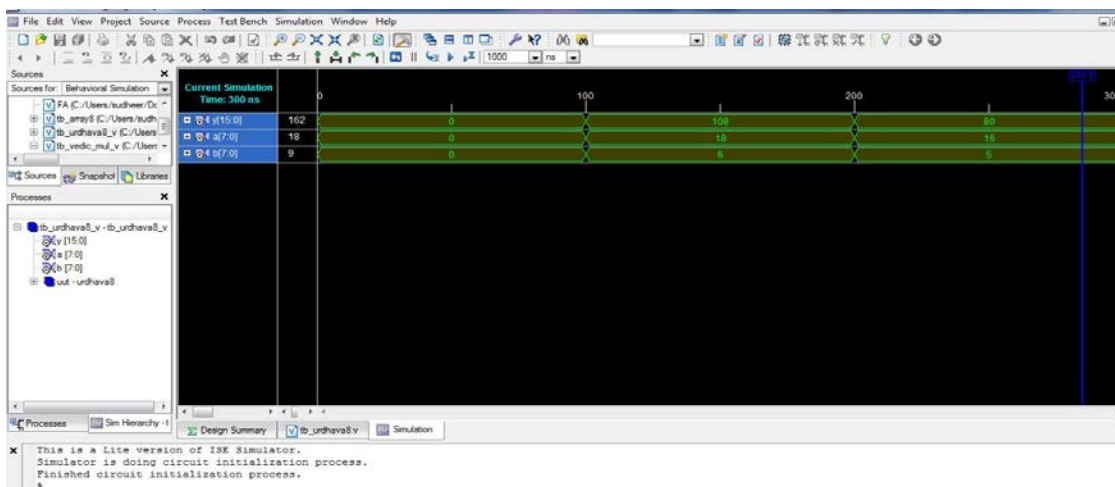 File Edit View Project Source Process Test Bench Simulation Window Help
1000 ns
Sources
Sources for: Behavioral Simulation
FA (C:/Users/sudheer/Dc
tb_array8 (C:/Users/sudh
tb_urdhava8_v (C:/Users
tb_vedic_mul_v (C:/User
Sources Snapshot Libraries
Processes
tb_urdhava8_v - tb_urdhava8_v
y [15:0]
a [7:0]
b [7:0]
uut - urdhava8
Processes Sim Hierarchy - t
Current Simulation
Time: 300 ns
0 100 200 30
y[15:0] 162 0 108 80
a[7:0] 18 0 18 16
b[7:0] 9 0 6 5
Design Summary tb_urdhava8.v Simulation
This is a Lite version of ISE Simulator.
Simulator is doing circuit initialization process.
Finished circuit initialization process.